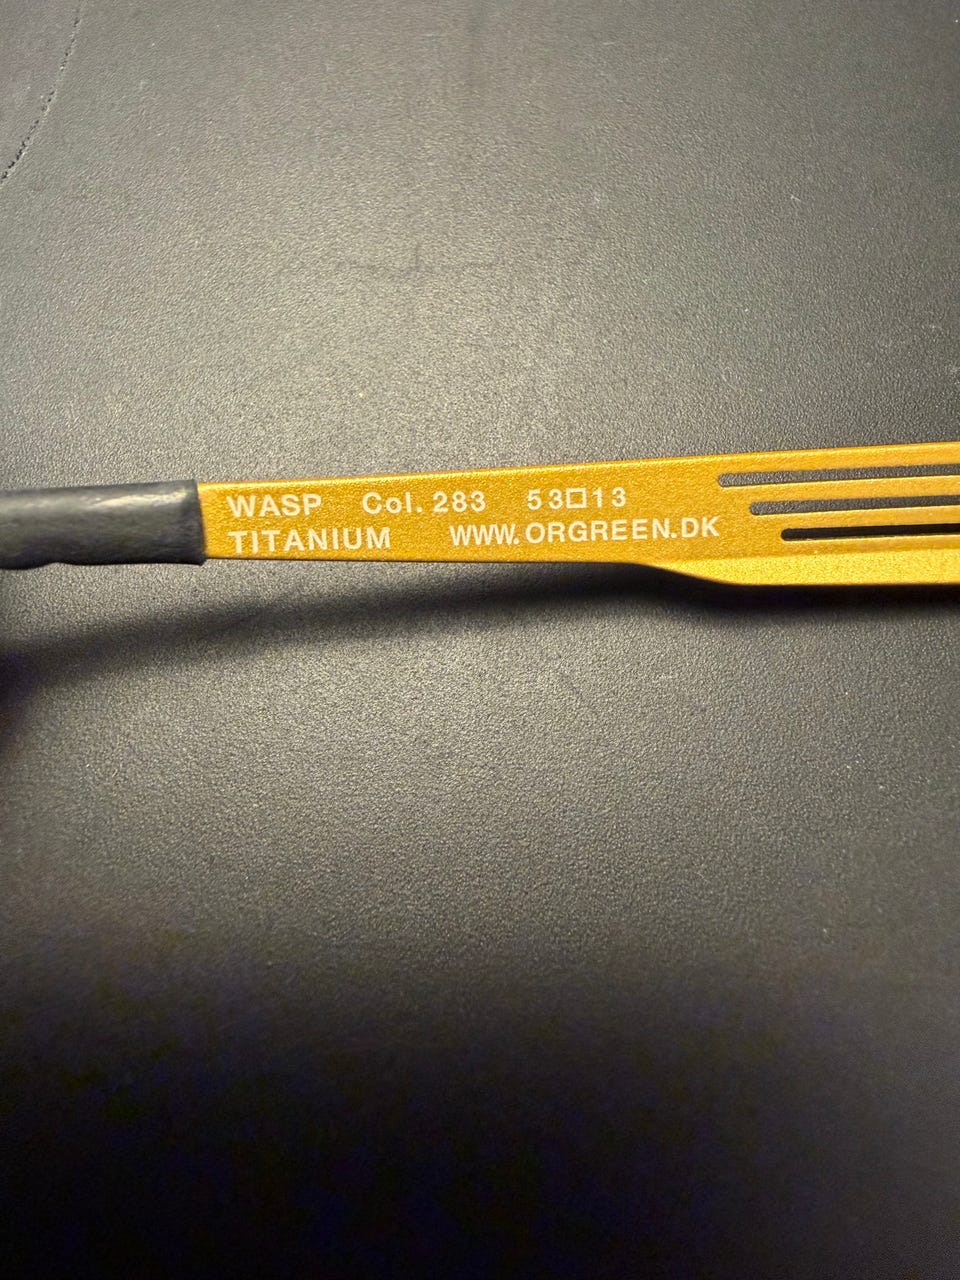 WASP Col. 283 53□13
TITANIUM WWW.ORGREEN.DK